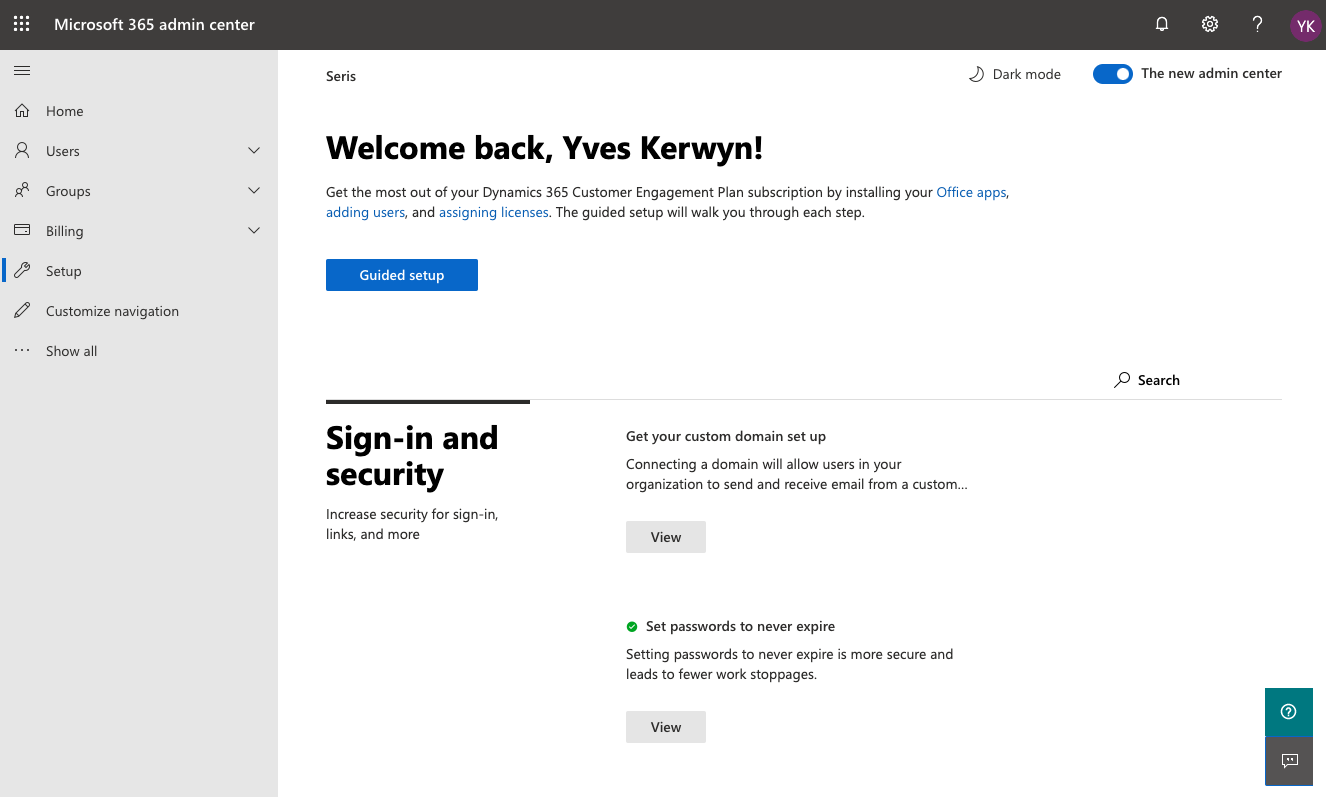 Microsoft 365 admin center
YK
Seris
Dark mode
The new admin center
Home
Users
Groups
Billing
Setup
Customize navigation
Show all
Welcome back, Yves Kerwyn!
Get the most out of your Dynamics 365 Customer Engagement Plan subscription by installing your Office apps,
adding users, and assigning licenses. The guided setup will walk you through each step.
Guided setup
Search
Sign-in and
security
Increase security for sign-in,
links, and more
Get your custom domain set up
Connecting a domain will allow users in your
organization to send and receive email from a custom...
View
Set passwords to never expire
Setting passwords to never expire is more secure and
leads to fewer work stoppages.
View